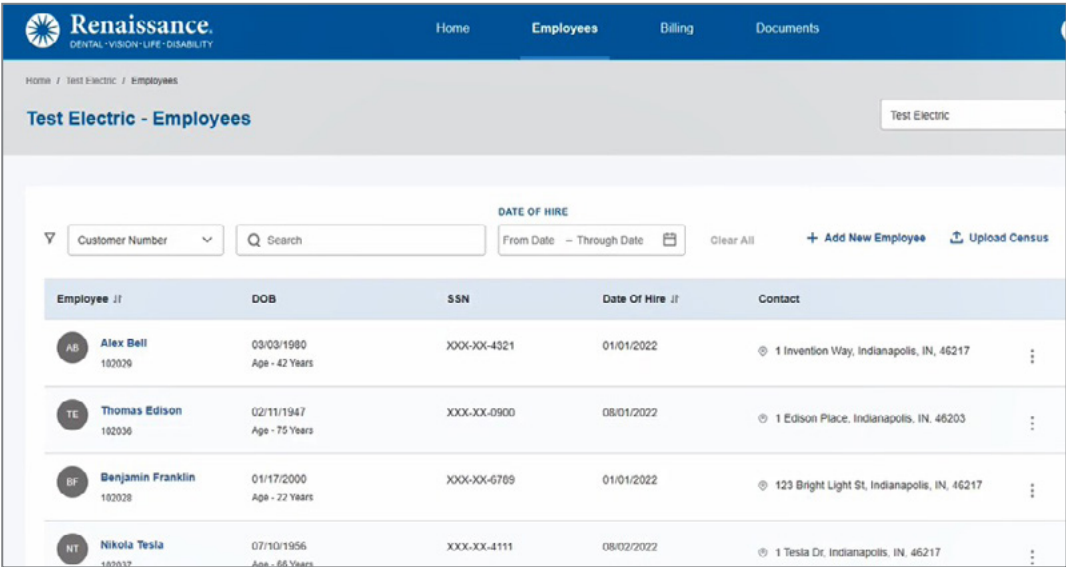 Renaissance.
DENTAL-VISION-LIFE-DISABILITY
Home Employees Billing Documents
Home / Test Electric / Employees
Test Electric - Employees
Test Electric
DATE OF HIRE
Customer Number
Search
From Date – Through Date
Clear All
+ Add New Employee
Upload Census
Employee DOB SSN Date Of Hire Contact
AB Alex Bell 03/03/1980 XXX-XX-4321 01/01/2022 1 Invention Way, Indianapolis, IN, 46217
102029 Age - 42 Years
TE Thomas Edison 02/11/1947 XXX-XX-0900 08/01/2022 1 Edison Place, Indianapolis, IN, 46203
102036 Age - 75 Years
BF Benjamin Franklin 01/17/2000 XXX-XX-6789 01/01/2022 123 Bright Light St, Indianapolis, IN, 46217
102028 Age - 22 Years
NT Nikola Tesla 07/10/1956 XXX-XX-4111 08/02/2022 1 Tesla Dr, Indianapolis, IN, 46217
102037 Age - 66 Years